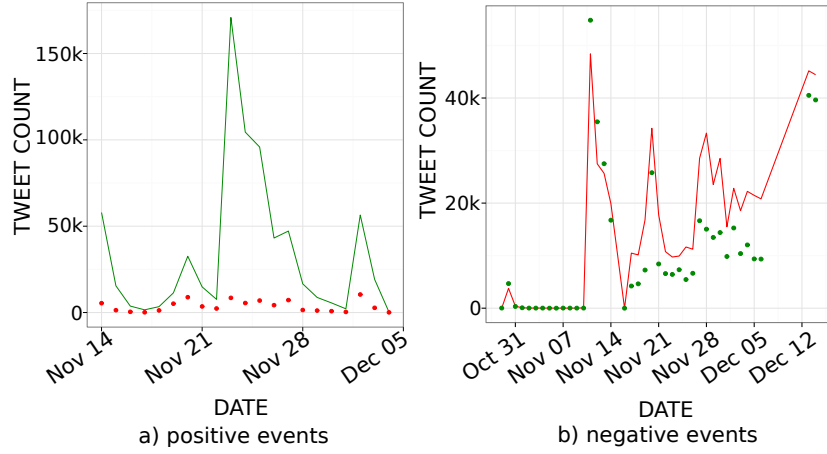 TWEET COUNT
150k
100k
50k
0
Nov 14
Nov 21
Nov 28
Dec 05
DATE
a) positive events
TWEET COUNT
40k
20k
0
Oct 31
Nov 07
Nov 14
Nov 21
Nov 28
Dec 05
Dec 12
DATE
b) negative events